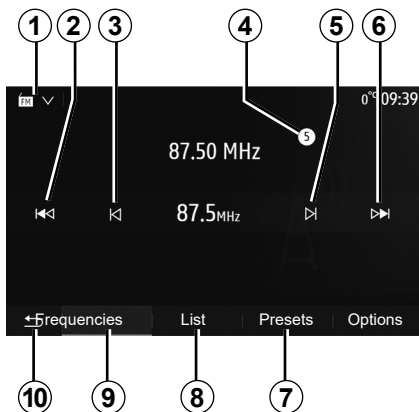 1 2 3 4 5 6
FM 0°C 09:39
5
87.50 MHz
87.5MHz
Frequencies List Presets Options
10 9 8 7